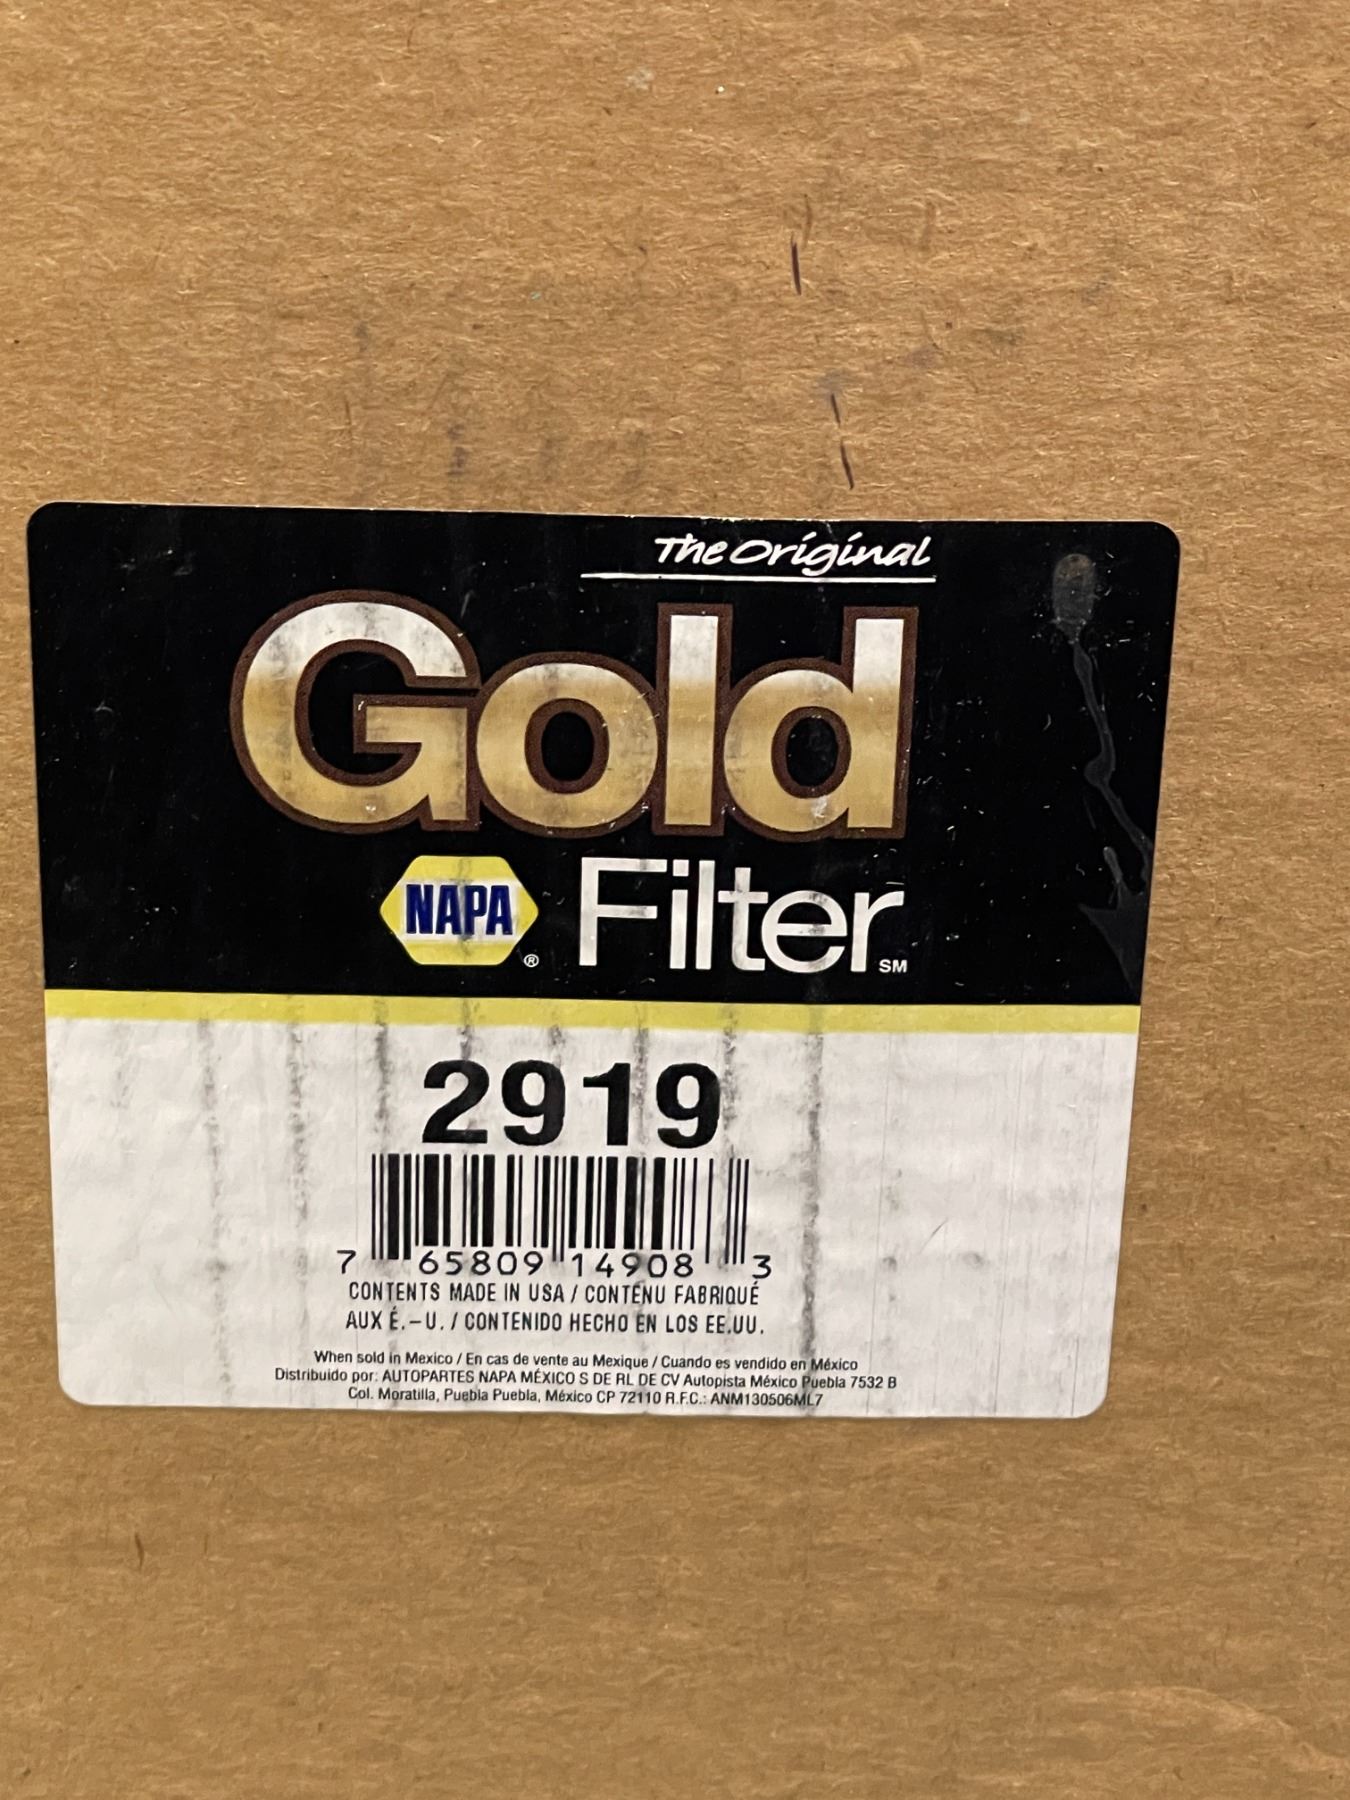 The Original
Gold
NAPA® Filter SM
2919
7 65809 14908 3
CONTENTS MADE IN USA / CONTENU FABRIQUÉ
AUX É.-U. / CONTENIDO HECHO EN LOS EE.UU.
When sold in Mexico / En cas de vente au Mexique / Cuando es vendido en México
Distribuido por: AUTOPARTES NAPA MÉXICO S DE RL DE CV Autopista México Puebla 7532 B
Col. Moratilla, Puebla Puebla, México CP 72110 R.F.C.: ANM130506ML7